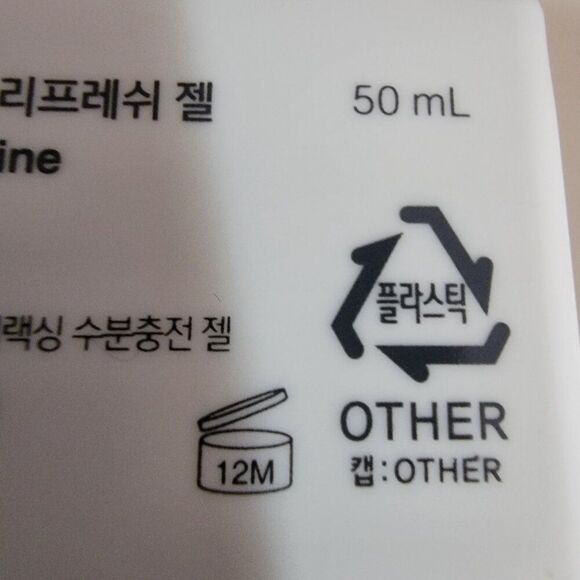 리프레쉬 젤 50 mL
ine
플라스틱
랙싱 수분충전 젤
OTHER
12M
캡:OTHER